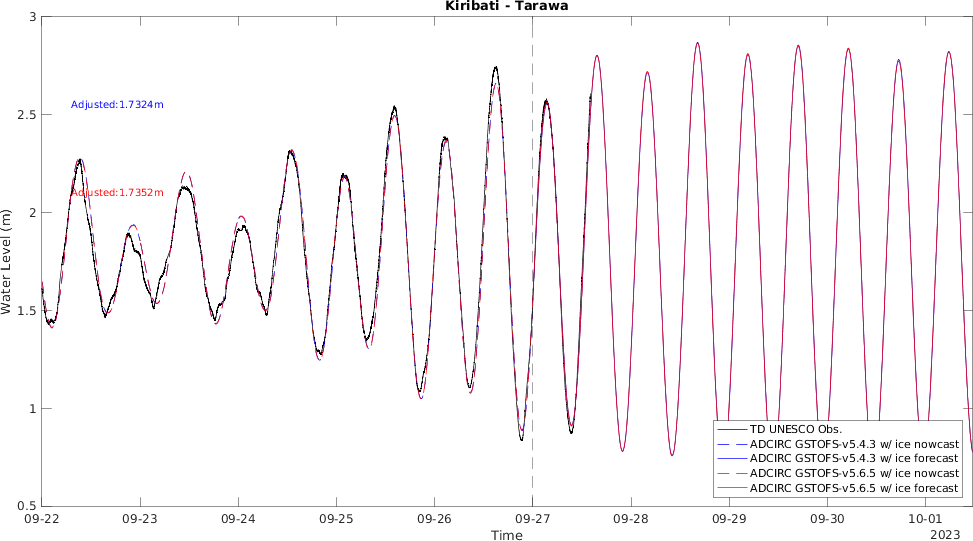 Kiribati - Tarawa
3
2.5
2
1.5
1
0.5
Water Level (m)
Adjusted:1.7324m
Adjusted:1.7352m
TD UNESCO Obs.
ADCIRC GSTOFS-v5.4.3 w/ ice nowcast
ADCIRC GSTOFS-v5.4.3 w/ ice forecast
ADCIRC GSTOFS-v5.6.5 w/ ice nowcast
ADCIRC GSTOFS-v5.6.5 w/ ice forecast
09-22 09-23 09-24 09-25 09-26 09-27 09-28 09-29 09-30 10-01
Time
2023